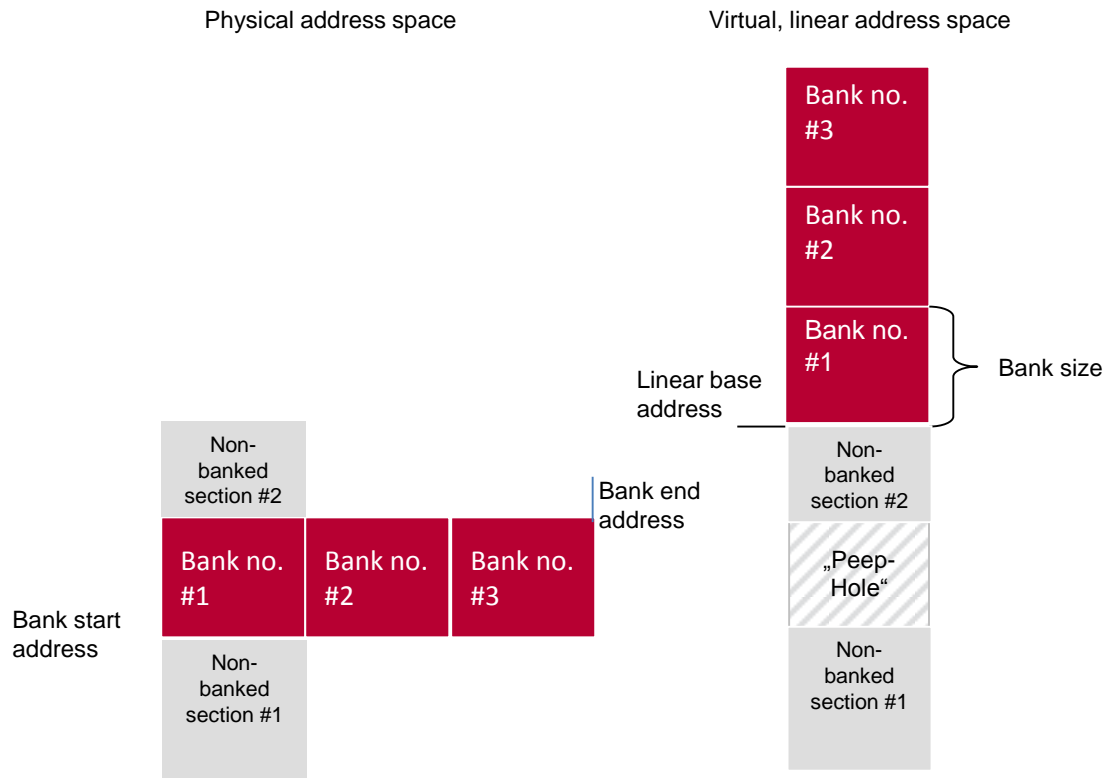 Physical address space
Virtual, linear address space
Bank no.
#3
Bank no.
#2
Bank no.
#1
Bank size
Linear base
address
Non-
banked
section #2
Non-
banked
section #2
Bank end
address
Bank no.
#1
Bank no.
#2
Bank no.
#3
„Peep-
Hole“
Bank start
address
Non-
banked
section #1
Non-
banked
section #1